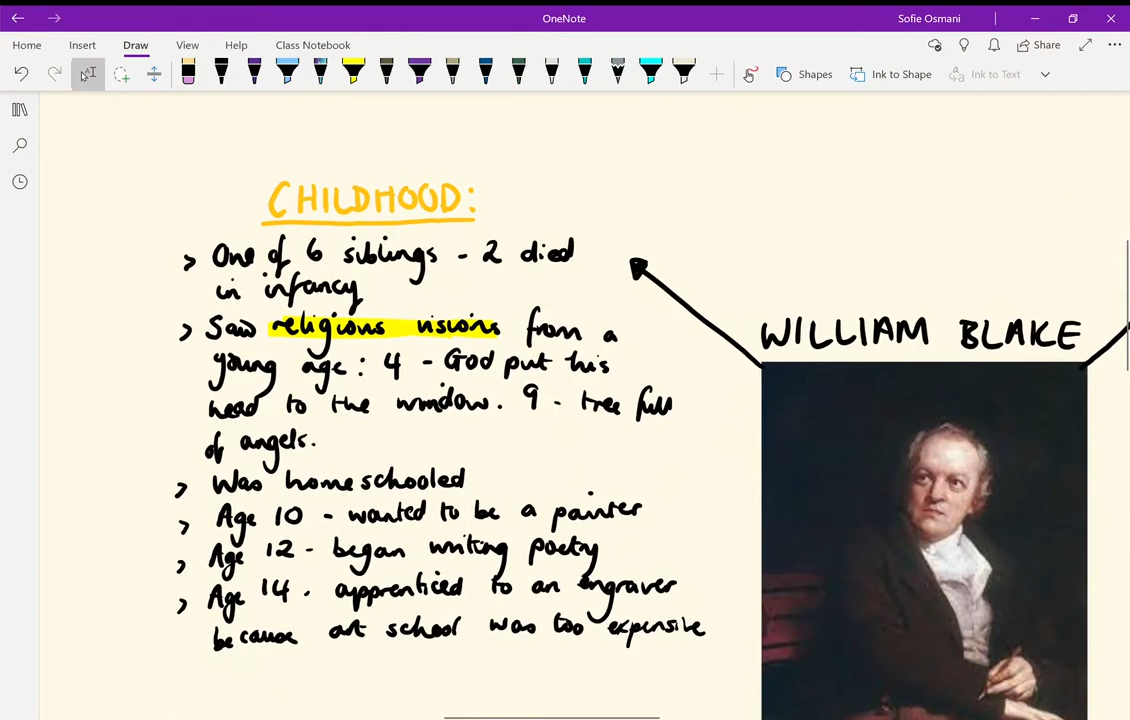 OneNote
Sofie Osmani
Home Insert Draw View Help Class Notebook
Share
Shapes Ink to Shape Ink to Text
CHILDHOOD:
> One of 6 siblings - 2 died
in infancy
> Saw religious visions from a
young age: 4 - God put his
head to the window. 9 - tree full
of angels.
> Was homeschooled
> Age 10 - wanted to be a painter
> Age 12 - began writing poetry
> Age 14 - apprenticed to an engraver
because art school was too expensive
WILLIAM BLAKE